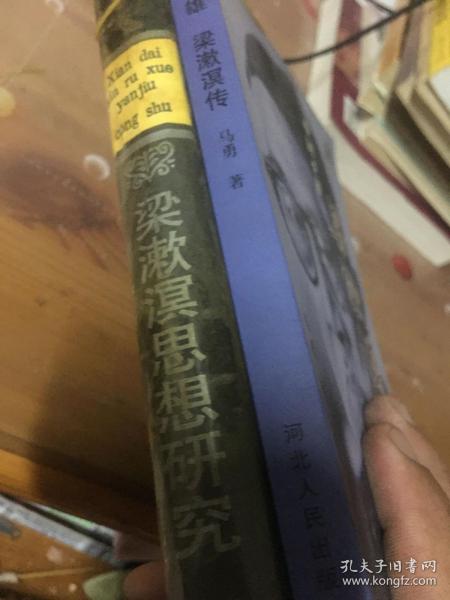 Xian dai
xin ru xue
yanjiu
cong shu
梁漱溟思想研究
雄 梁漱溟传
马勇 著
河北人民出版
孔夫子旧书网
www.kongfz.com